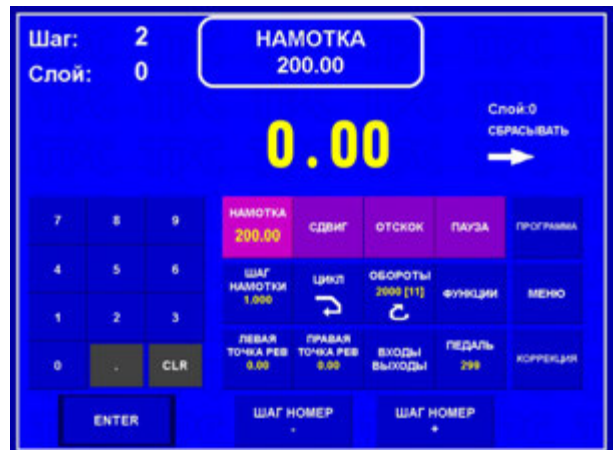 Шаг: 2
Слой: 0
НАМОТКА
200.00
0.00
Слой:0
СБРАСЫВАТЬ
7 8 9
4 5 6
1 2 3
0 . CLR
ENTER
НАМОТКА
200.00
СДВИГ
ОТСКОК
ПАУЗА
ПРОГРАММА
ШАГ
НАМОТКИ
1.000
ЦИКЛ
ОБОРОТЫ
2000 [11]
ФУНКЦИИ
МЕНЮ
ЛЕВАЯ
ТОЧКА РЕВ
0.00
ПРАВАЯ
ТОЧКА РЕВ
0.00
ВХОДЫ
ВЫХОДЫ
ПЕДАЛЬ
299
КОРРЕКЦИЯ
ШАГ НОМЕР
-
ШАГ НОМЕР
+